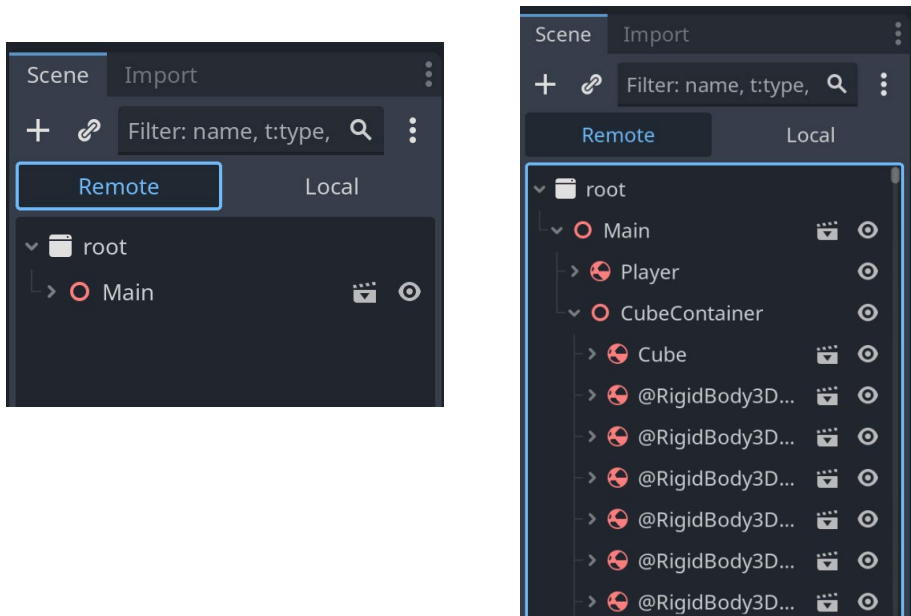 Scene Import
Filter: name, t:type,
Remote Local
root
Main
Scene Import
Filter: name, t:type,
Remote Local
root
Main
Player
CubeContainer
Cube
@RigidBody3D...
@RigidBody3D...
@RigidBody3D...
@RigidBody3D...
@RigidBody3D...
@RigidBody3D...